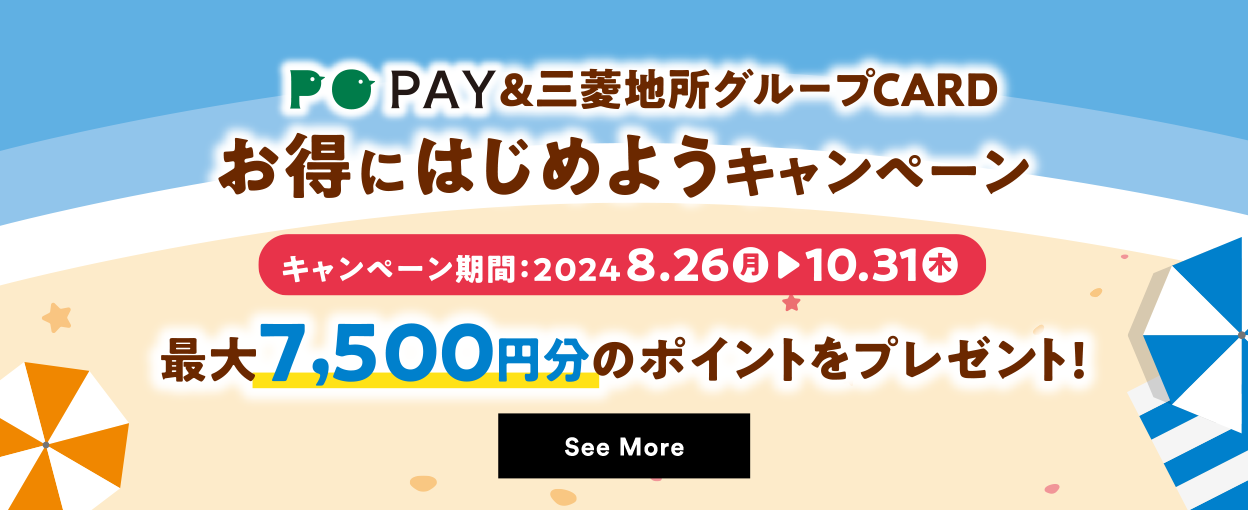 PO PAY&三菱地所グループCARD
お得にはじめようキャンペーン
キャンペーン期間:2024 8.26月▶10.31木
最大7,500円分のポイントをプレゼント!
See More